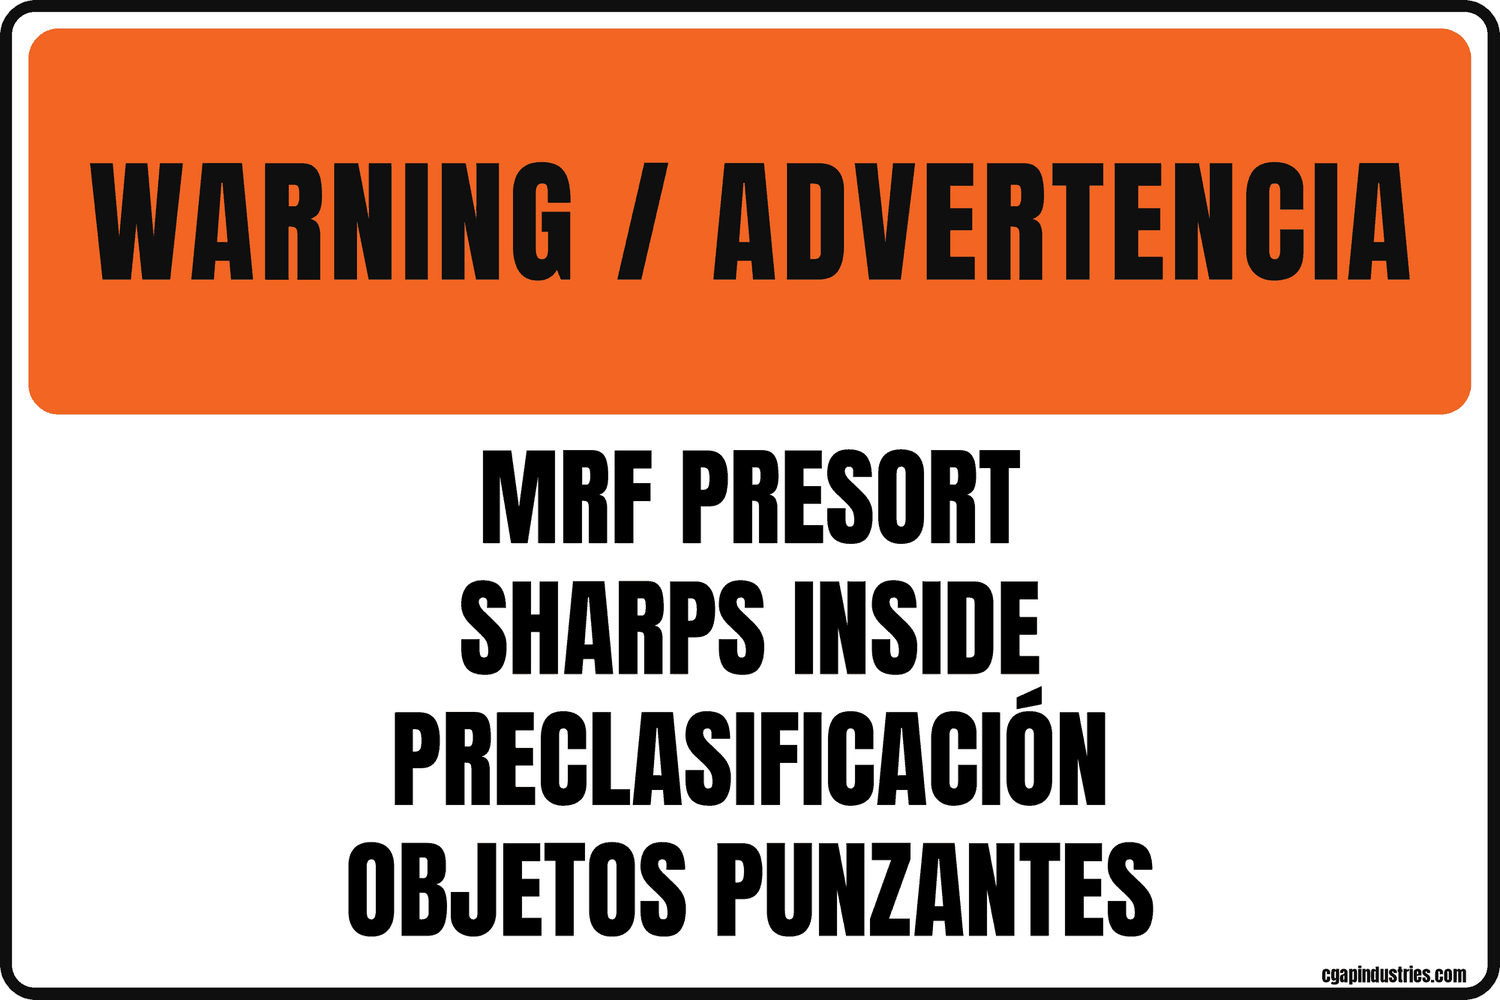 WARNING / ADVERTENCIA
MRF PRESORT
SHARPS INSIDE
PRECLASIFICACIÓN
OBJETOS PUNZANTES
cgapindustries.com